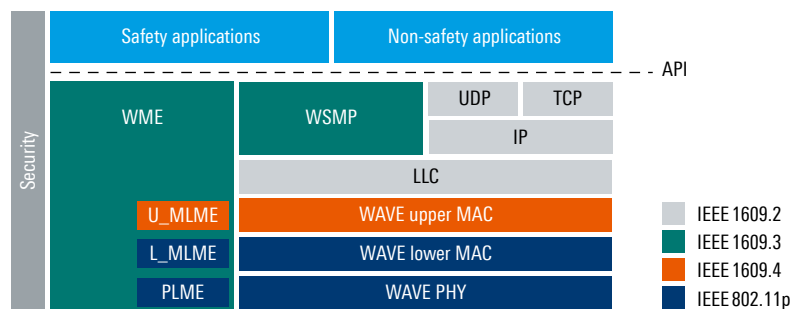 Safety applications
Non-safety applications
API
Security
WME
WSMP
UDP
TCP
IP
LLC
U_MLME
WAVE upper MAC
L_MLME
WAVE lower MAC
PLME
WAVE PHY
IEEE 1609.2
IEEE 1609.3
IEEE 1609.4
IEEE 802.11p